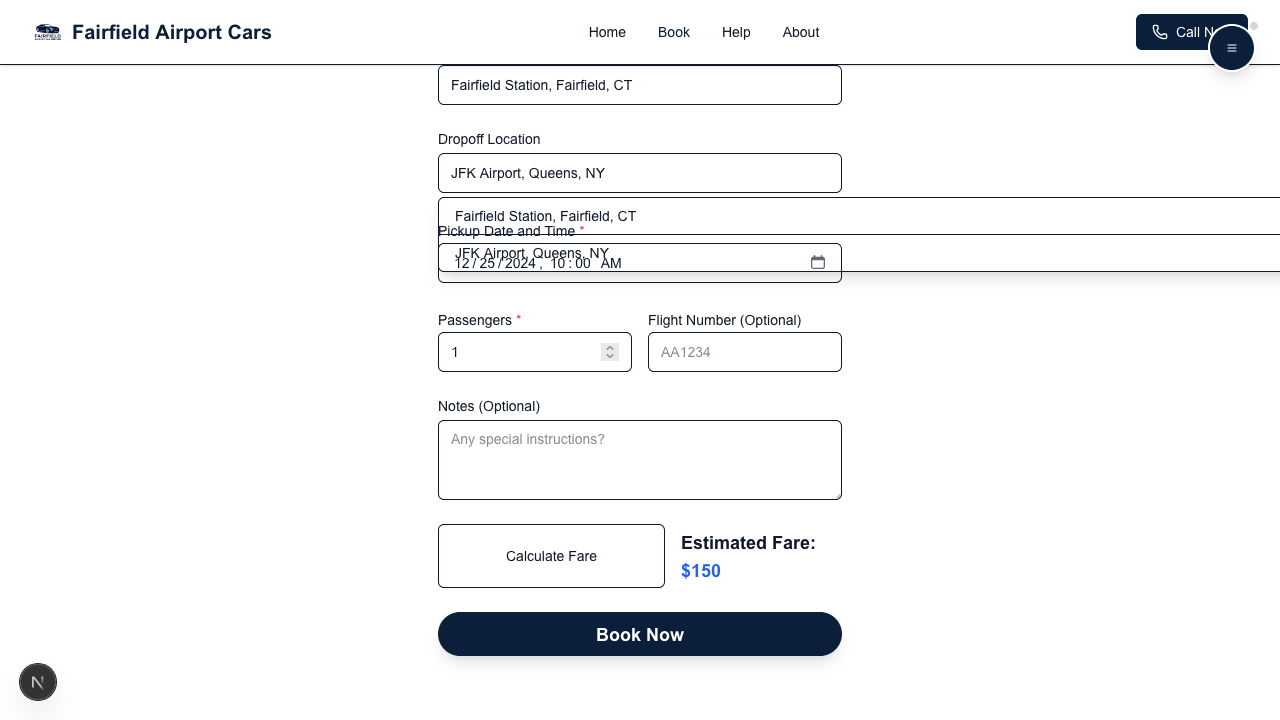 Fairfield Airport Cars
Home
Book
Help
About
Call N
Fairfield Station, Fairfield, CT
Dropoff Location
JFK Airport, Queens, NY
Fairfield Station, Fairfield, CT
Pickup Date and Time *
JFK Airport, Queens, NY
12/25/2024, 10:00 AM
Passengers *
Flight Number (Optional)
1
AA1234
Notes (Optional)
Any special instructions?
Calculate Fare
Estimated Fare:
$150
Book Now
N